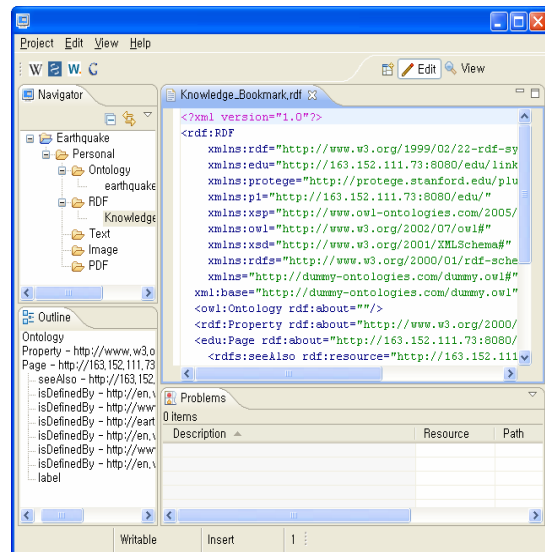 Project Edit View Help
W W. Edit View
Navigator
Earthquake
Personal
Ontology
earthquake
RDF
Knowledge
Text
Image
PDF
Outline
Ontology
Property - http://www.w3.o
Page - http://163.152.111.73
seeAlso - http://163.152.
isDefinedBy - http://en.v
isDefinedBy - http://www
isDefinedBy - http://eart
isDefinedBy - http://en.v
isDefinedBy - http://www
isDefinedBy - http://en.v
label
Knowledge_Bookmark.rdf
<?xml version="1.0"?>
<rdf:RDF
xmlns:rdf="http://www.w3.org/1999/02/22-rdf-sy
xmlns:edu="http://163.152.111.73:8080/edu/link
xmlns:protege="http://protege.stanford.edu/plu
xmlns:p1="http://163.152.111.73:8080/edu/"
xmlns:xsp="http://www.owl-ontologies.com/2005/
xmlns:owl="http://www.w3.org/2002/07/owl#"
xmlns:xsd="http://www.w3.org/2001/XMLSchema#"
xmlns:rdfs="http://www.w3.org/2000/01/rdf-sche
xmlns="http://dummy-ontologies.com/dummy.owl#"
xml:base="http://dummy-ontologies.com/dummy.owl"
<owl:Ontology rdf:about=""/>
<rdf:Property rdf:about="http://www.w3.org/2000/
<edu:Page rdf:about="http://163.152.111.73:8080/
<rdfs:seeAlso rdf:resource="http://163.152.111
Problems
0 items
Description Resource Path
Writable Insert 1